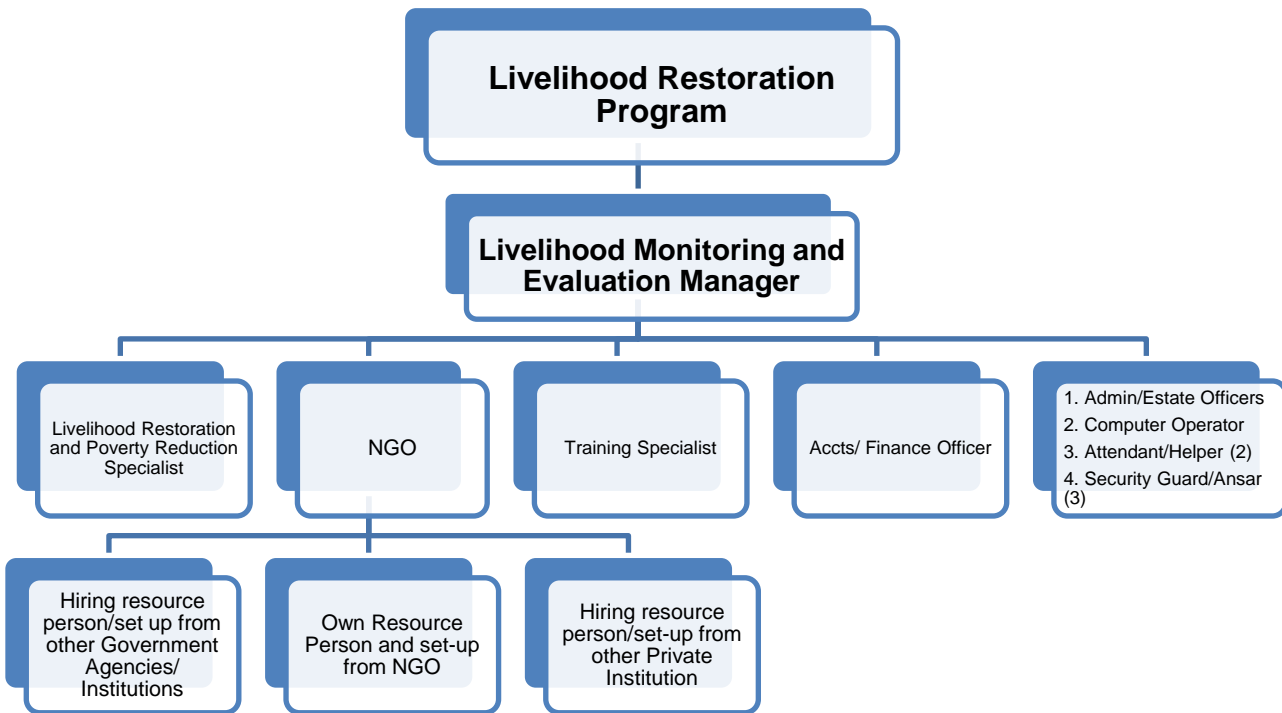 Livelihood Restoration
Program
Livelihood Monitoring and
Evaluation Manager
Livelihood Restoration
and Poverty Reduction
Specialist
NGO
Training Specialist
Accts/ Finance Officer
1. Admin/Estate Officers
2. Computer Operator
3. Attendant/Helper (2)
4. Security Guard/Ansar
(3)
Hiring resource
person/set up from
other Government
Agencies/
Institutions
Own Resource
Person and set-up
from NGO
Hiring resource
person/set-up from
other Private
Institution